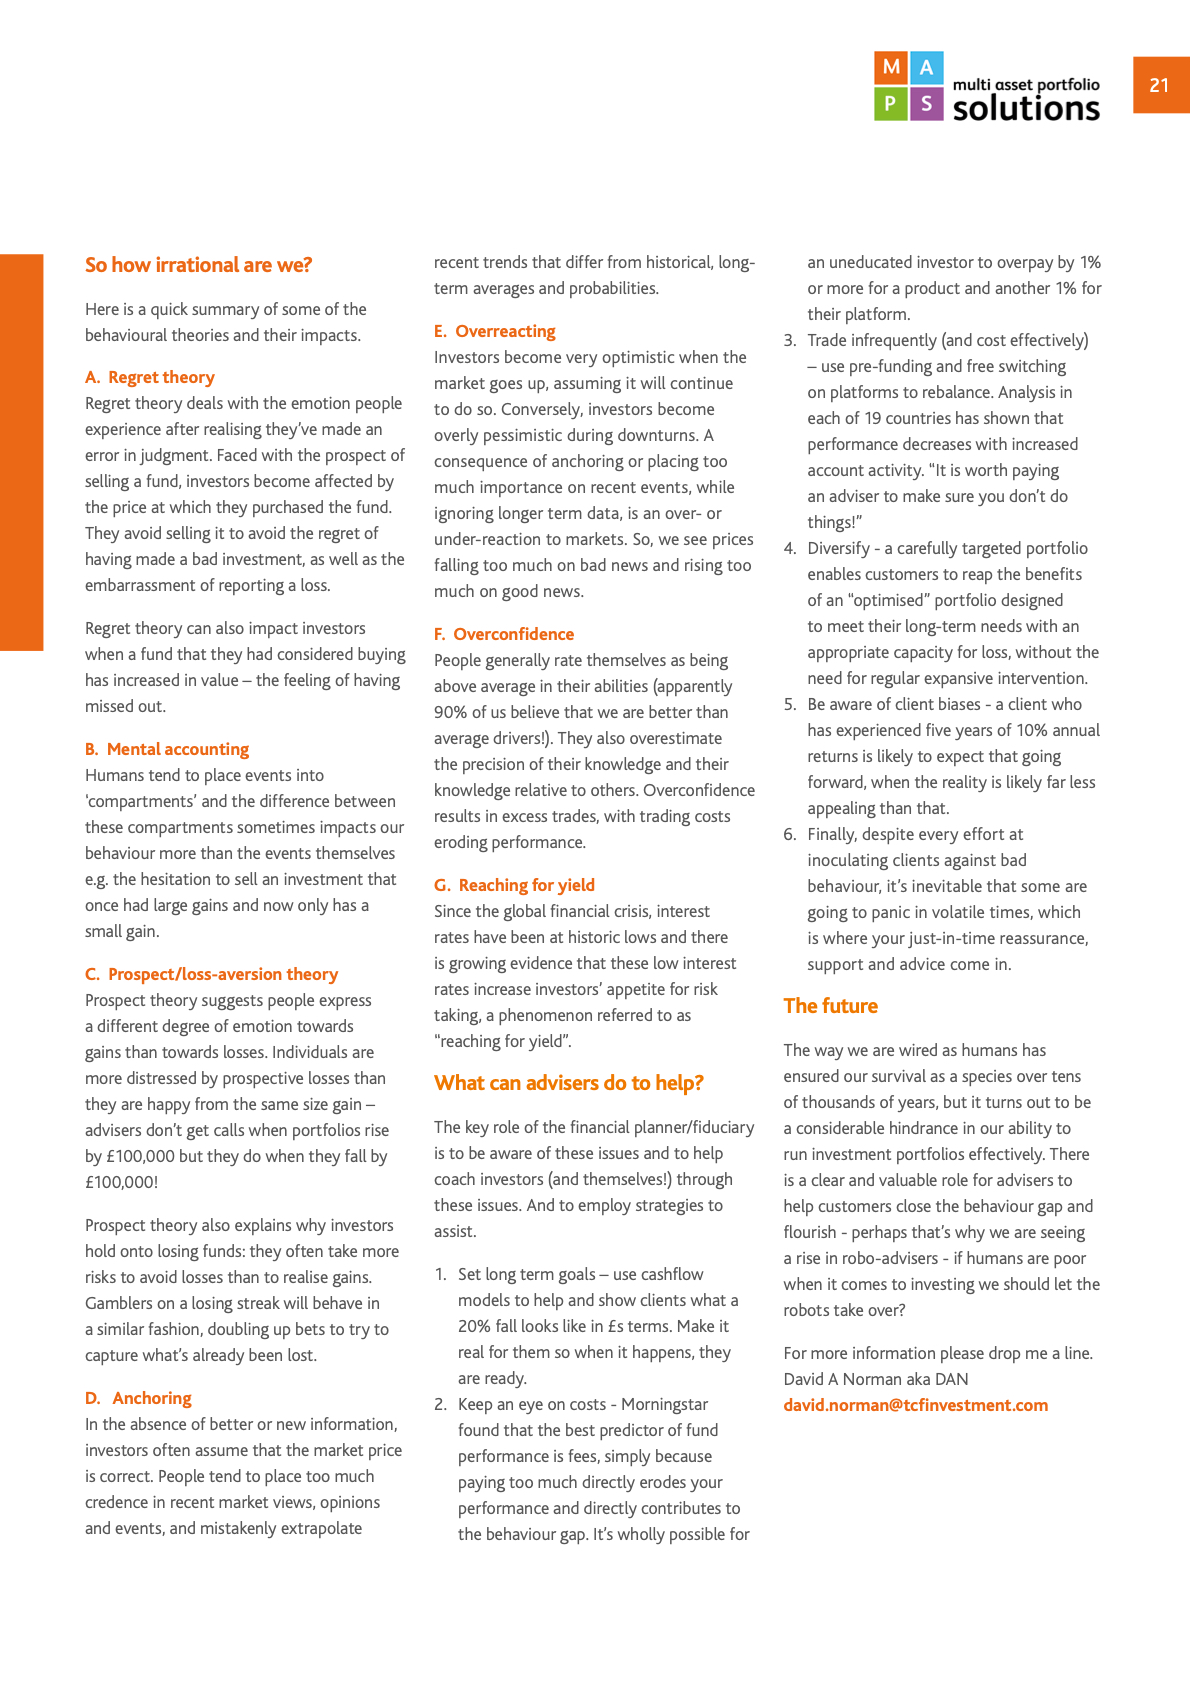 M A
P S
multi asset portfolio
solutions
21
So how irrational are we?
Here is a quick summary of some of the
behavioural theories and their impacts.
A. Regret theory
Regret theory deals with the emotion people
experience after realising they’ve made an
error in judgment. Faced with the prospect of
selling a fund, investors become affected by
the price at which they purchased the fund.
They avoid selling it to avoid the regret of
having made a bad investment, as well as the
embarrassment of reporting a loss.
Regret theory can also impact investors
when a fund that they had considered buying
has increased in value – the feeling of having
missed out.
B. Mental accounting
Humans tend to place events into
‘compartments’ and the difference between
these compartments sometimes impacts our
behaviour more than the events themselves
e.g. the hesitation to sell an investment that
once had large gains and now only has a
small gain.
C. Prospect/loss-aversion theory
Prospect theory suggests people express
a different degree of emotion towards
gains than towards losses. Individuals are
more distressed by prospective losses than
they are happy from the same size gain –
advisers don’t get calls when portfolios rise
by £100,000 but they do when they fall by
£100,000!
Prospect theory also explains why investors
hold onto losing funds: they often take more
risks to avoid losses than to realise gains.
Gamblers on a losing streak will behave in
a similar fashion, doubling up bets to try to
capture what’s already been lost.
D. Anchoring
In the absence of better or new information,
investors often assume that the market price
is correct. People tend to place too much
credence in recent market views, opinions
and events, and mistakenly extrapolate
recent trends that differ from historical, long-
term averages and probabilities.
E. Overreacting
Investors become very optimistic when the
market goes up, assuming it will continue
to do so. Conversely, investors become
overly pessimistic during downturns. A
consequence of anchoring or placing too
much importance on recent events, while
ignoring longer term data, is an over- or
under-reaction to markets. So, we see prices
falling too much on bad news and rising too
much on good news.
F. Overconfidence
People generally rate themselves as being
above average in their abilities (apparently
90% of us believe that we are better than
average drivers!). They also overestimate
the precision of their knowledge and their
knowledge relative to others. Overconfidence
results in excess trades, with trading costs
eroding performance.
G. Reaching for yield
Since the global financial crisis, interest
rates have been at historic lows and there
is growing evidence that these low interest
rates increase investors’ appetite for risk
taking, a phenomenon referred to as
“reaching for yield”.
What can advisers do to help?
The key role of the financial planner/fiduciary
is to be aware of these issues and to help
coach investors (and themselves!) through
these issues. And to employ strategies to
assist.
1. Set long term goals – use cashflow
models to help and show clients what a
20% fall looks like in £s terms. Make it
real for them so when it happens, they
are ready.
2. Keep an eye on costs - Morningstar
found that the best predictor of fund
performance is fees, simply because
paying too much directly erodes your
performance and directly contributes to
the behaviour gap. It’s wholly possible for
an uneducated investor to overpay by 1%
or more for a product and another 1% for
their platform.
3. Trade infrequently (and cost effectively)
– use pre-funding and free switching
on platforms to rebalance. Analysis in
each of 19 countries has shown that
performance decreases with increased
account activity. “It is worth paying
an adviser to make sure you don’t do
things!”
4. Diversify - a carefully targeted portfolio
enables customers to reap the benefits
of an “optimised” portfolio designed
to meet their long-term needs with an
appropriate capacity for loss, without the
need for regular expansive intervention.
5. Be aware of client biases - a client who
has experienced five years of 10% annual
returns is likely to expect that going
forward, when the reality is likely far less
appealing than that.
6. Finally, despite every effort at
inoculating clients against bad
behaviour, it’s inevitable that some are
going to panic in volatile times, which
is where your just-in-time reassurance,
support and advice come in.
The future
The way we are wired as humans has
ensured our survival as a species over tens
of thousands of years, but it turns out to be
a considerable hindrance in our ability to
run investment portfolios effectively. There
is a clear and valuable role for advisers to
help customers close the behaviour gap and
flourish - perhaps that’s why we are seeing
a rise in robo-advisers - if humans are poor
when it comes to investing we should let the
robots take over?
For more information please drop me a line.
David A Norman aka DAN
david.norman@tcfinvestment.com